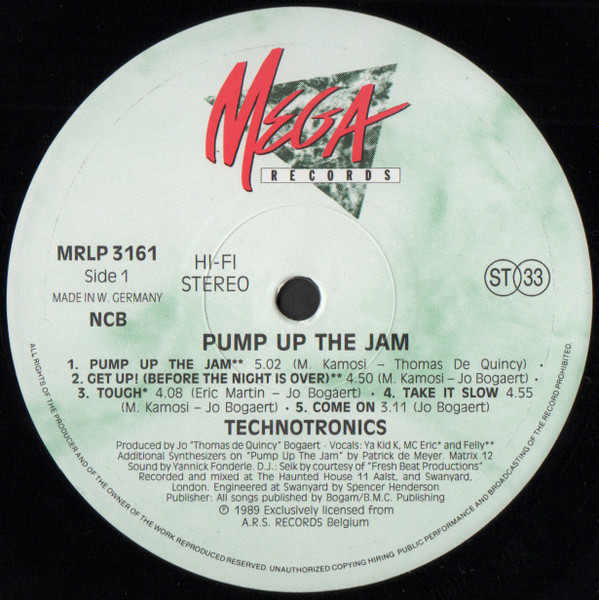 MEGA
RECORDS
MRLP 3161
Side 1
MADE IN W. GERMANY
NCB
HI-FI
STEREO
ST 33
PUMP UP THE JAM
1. PUMP UP THE JAM** 5.02 (M. Kamosi – Thomas De Quincy) ·
2. GET UP! (BEFORE THE NIGHT IS OVER)** 4.50 (M. Kamosi – Jo Bogaert) ·
3. TOUGH* 4.08 (Eric Martin – Jo Bogaert) · 4. TAKE IT SLOW 4.55
(M. Kamosi – Jo Bogaert) · 5. COME ON 3.11 (Jo Bogaert)
TECHNOTRONICS
Produced by Jo "Thomas de Quincy" Bogaert - Vocals: Ya Kid K, MC Eric* and Felly**
Additional Synthesizers on "Pump Up The Jam" by Patrick de Meyer. Matrix 12
Sound by Yannick Fonderie. D.J.: Seik by courtesy of "Fresh Beat Productions"
Recorded and mixed at The Haunted House 11 Aalst, and Swanyard,
London. Engineered at Swanyard by Spencer Henderson
Publisher: All songs published by Bogam/B.M.C. Publishing
℗ 1989 Exclusively licensed from
A.R.S. RECORDS Belgium
ALL RIGHTS OF THE PRODUCER AND OF THE OWNER OF THE WORK REPRODUCED RESERVED. UNAUTHORIZED COPYING HIRING PUBLIC PERFORMANCE AND BROADCASTING OF THE RECORD PROHIBITED.